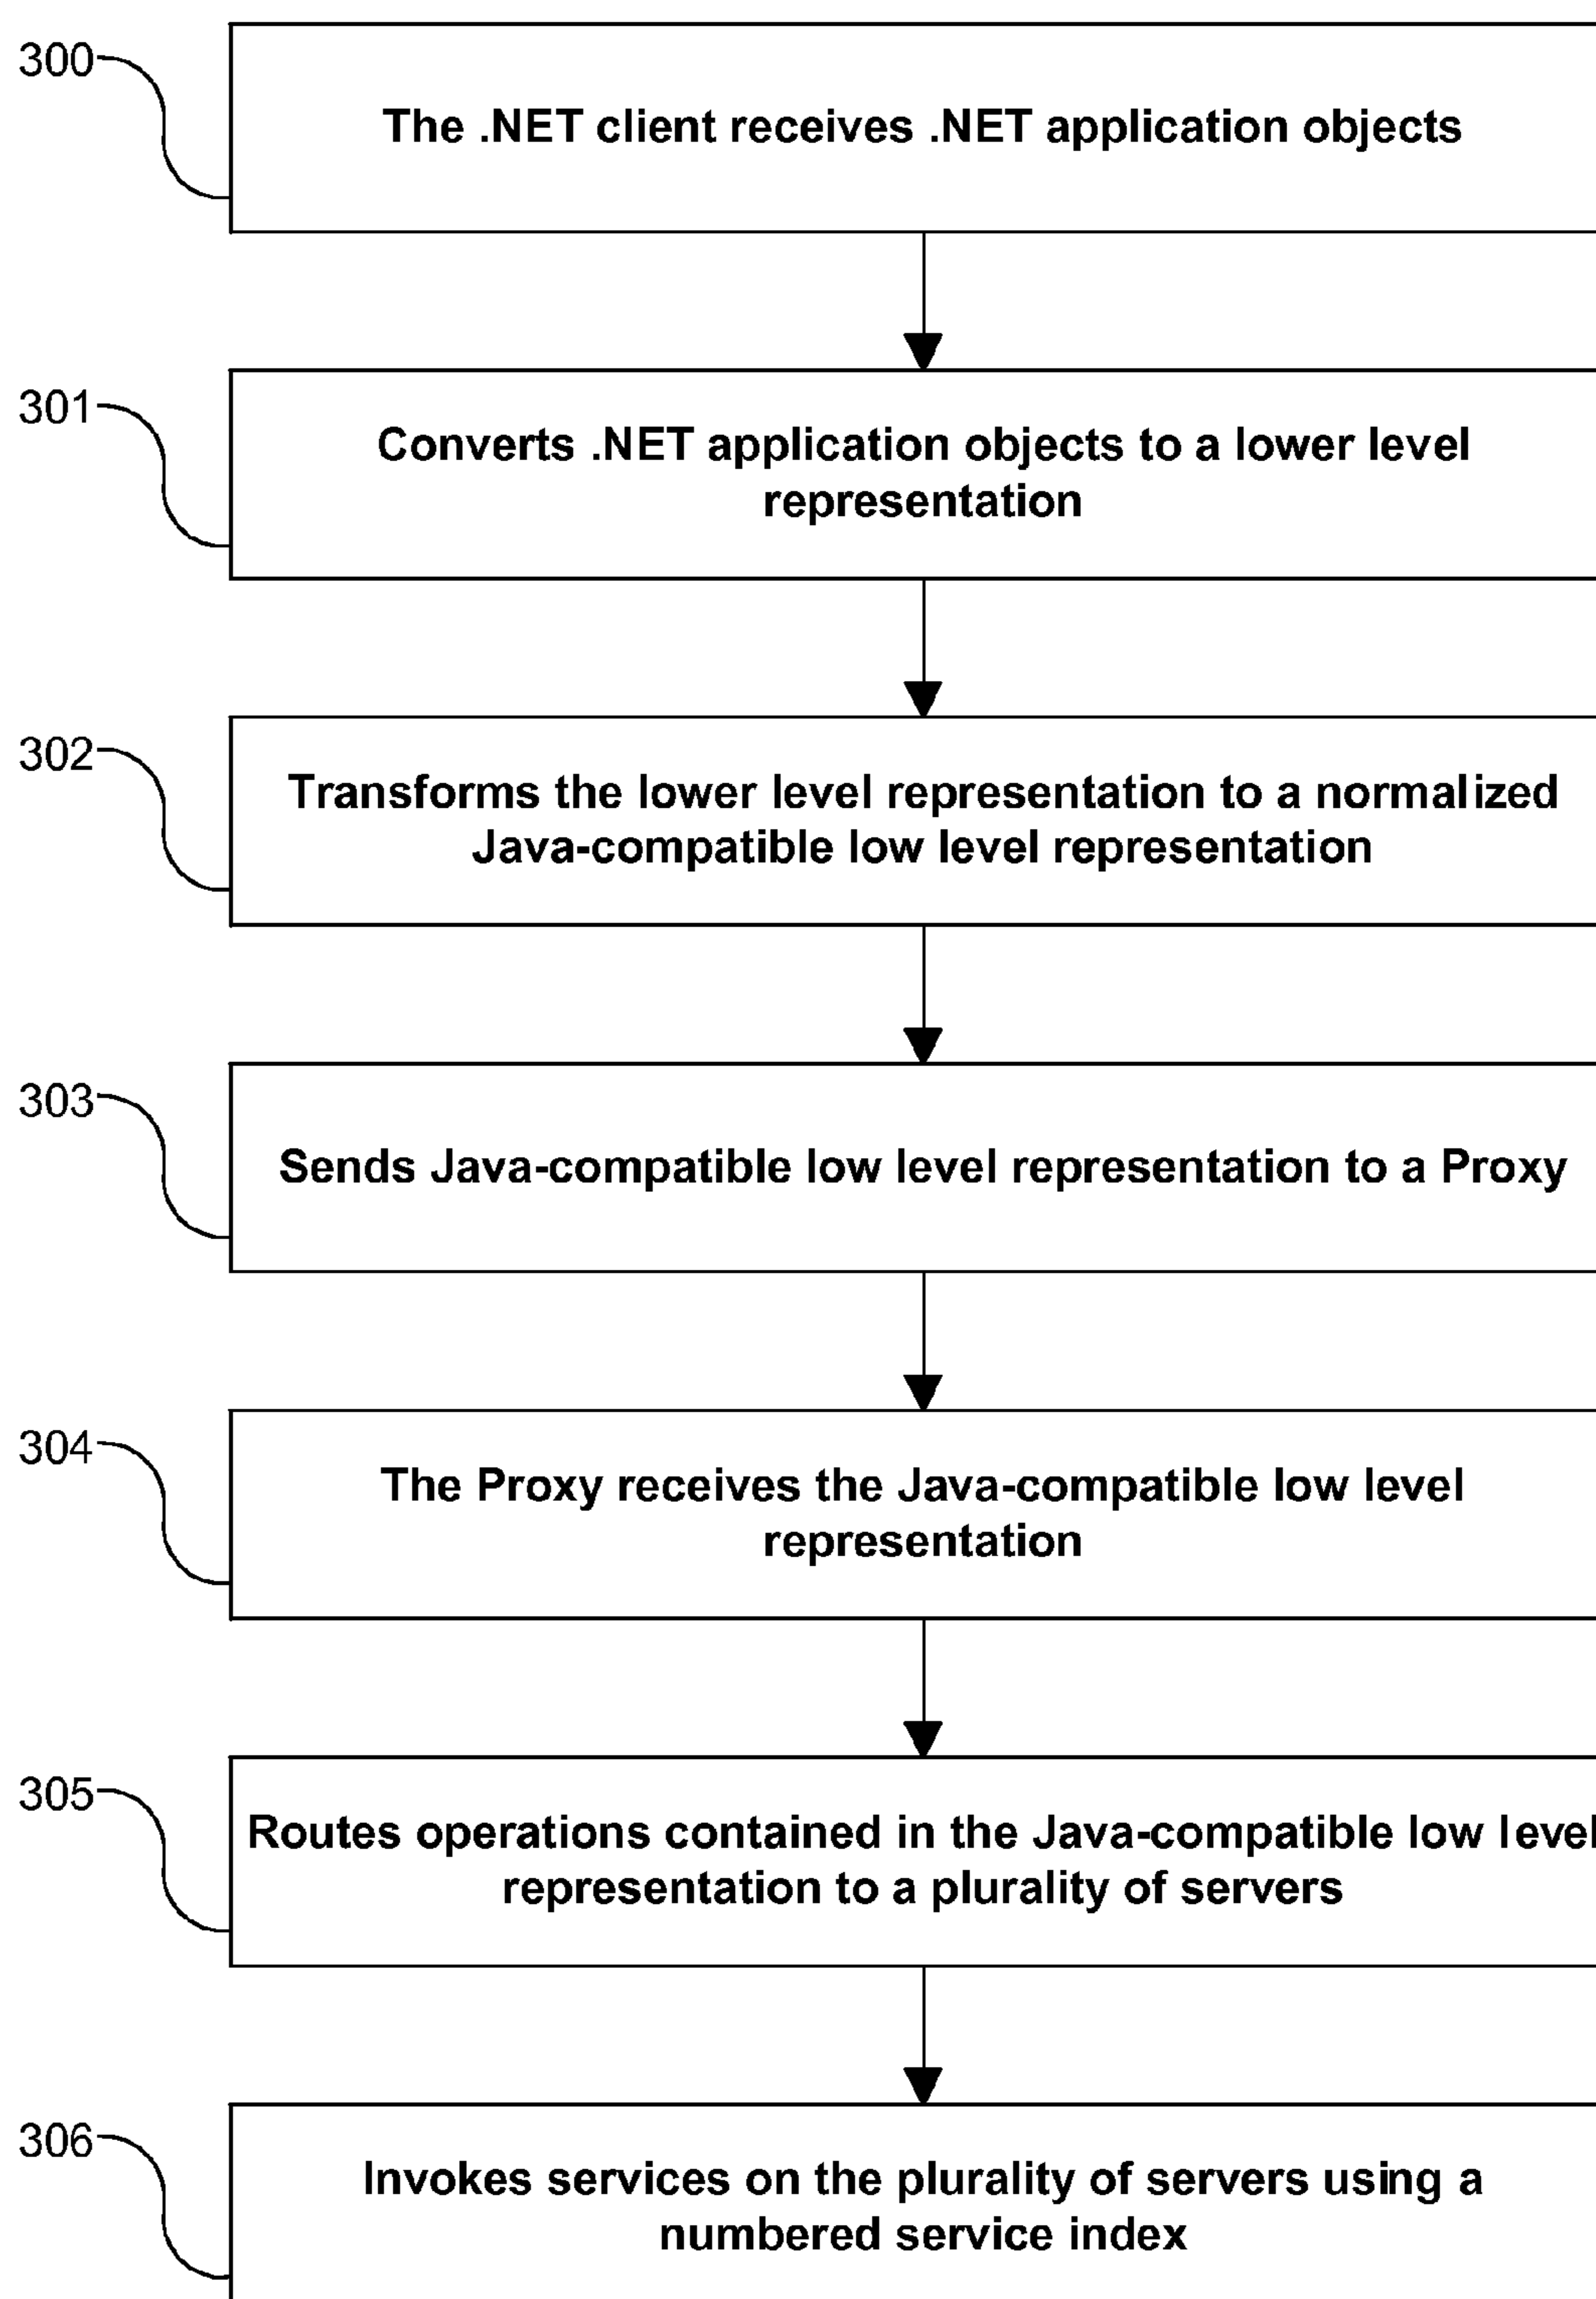 300
The .NET client receives .NET application objects
301
Converts .NET application objects to a lower level
representation
302
Transforms the lower level representation to a normalized
Java-compatible low level representation
303
Sends Java-compatible low level representation to a Proxy
304
The Proxy receives the Java-compatible low level
representation
305
Routes operations contained in the Java-compatible low level
representation to a plurality of servers
306
Invokes services on the plurality of servers using a
numbered service index